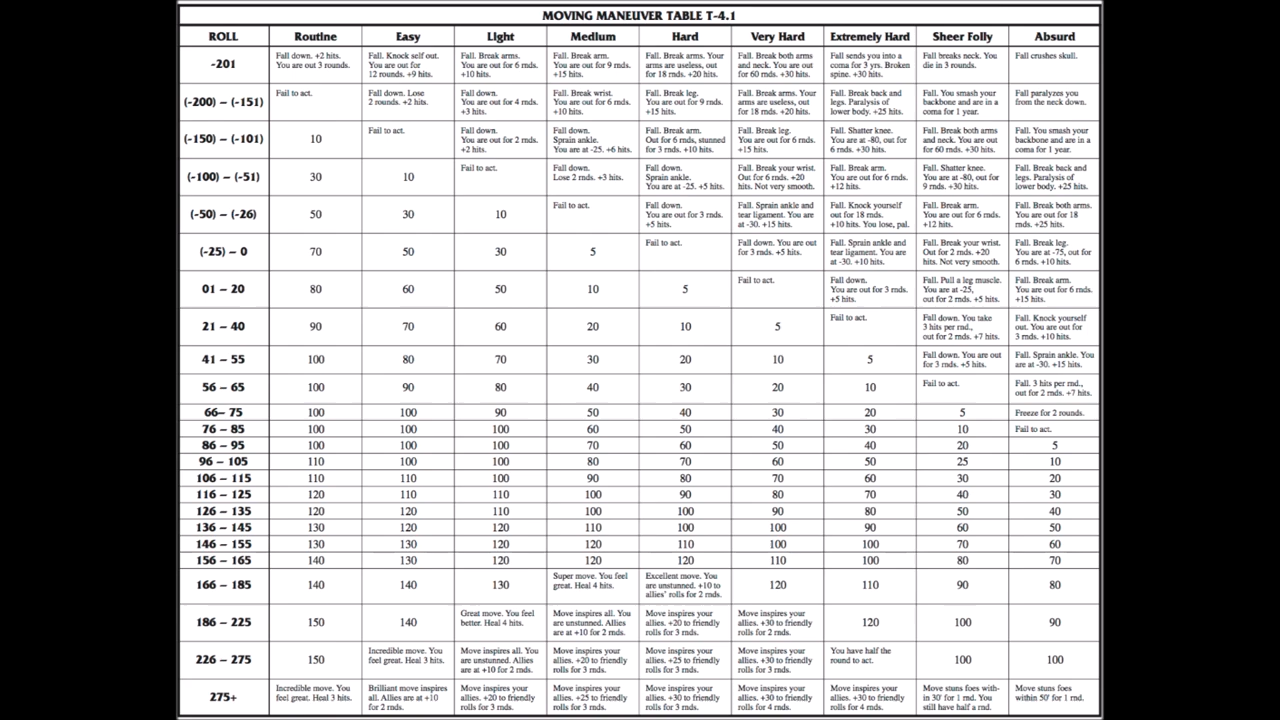 MOVING MANEUVER TABLE T-4.1
ROLL Routine Easy Light Medium Hard Very Hard Extremely Hard Sheer Folly Absurd
-201 Fall down. +2 hits. You are out 3 rounds. Fall. Knock self out. You are out for 12 rounds. +9 hits. Fall. Break arms. You are out for 6 rnds. +10 hits. Fall. Break arm. You are out for 9 rnds. +15 hits. Fall. Break arms. Your arms are useless, out for 18 rnds. +20 hits. Fall. Break both arms and neck. You are out for 60 rnds. +30 hits. Fall sends you into a coma for 3 yrs. Broken spine. +30 hits. Fall breaks neck. You die in 3 rounds. Fall crushes skull.
(-200) – (-151) Fail to act. Fall down. Lose 2 rounds. +2 hits. Fall down. You are out for 4 rnds. +3 hits. Fall. Break wrist. You are out for 6 rnds. +10 hits. Fall. Break leg. You are out for 9 rnds. +15 hits. Fall. Break arms. Your arms are useless, out for 18 rnds. +20 hits. Fall. Break back and legs. Paralysis of lower body. +25 hits. Fall. You smash your backbone and are in a coma for 1 year. Fall paralyzes you from the neck down.
(-150) – (-101) 10 Fail to act. Fall down. You are out for 2 rnds. +2 hits. Fall down. Sprain ankle. You are at -25. +6 hits. Fall. Break arm. Out for 6 rnds, stunned for 3 rnds. +10 hits. Fall. Break leg. You are out for 6 rnds. +15 hits. Fall. Shatter knee. You are at -80, out for 6 rnds. +30 hits. Fall. Break both arms and neck. You are out for 60 rnds. +30 hits. Fall. You smash your backbone and are in a coma for 1 year.
(-100) – (-51) 30 10 Fail to act. Fall down. Lose 2 rnds. +3 hits. Fall down. Sprain ankle. You are at -25. +5 hits. Fall. Break your wrist. Out for 6 rnds. +20 hits. Not very smooth. Fall. Break arm. You are out for 6 rnds. +12 hits. Fall. Shatter knee. You are at -80, out for 9 rnds. +30 hits. Fall. Break back and legs. Paralysis of lower body. +25 hits.
(-50) – (-26) 50 30 10 Fail to act. Fall down. You are out for 3 rnds. +5 hits. Fall. Sprain ankle and tear ligament. You are at -30. +15 hits. Fall. Knock yourself out for 18 rnds. +10 hits. You lose, pal. Fall. Break arm. You are out for 6 rnds. +12 hits. Fall. Break both arms. You are out for 18 rnds. +25 hits.
(-25) – 0 70 50 30 5 Fail to act. Fall down. You are out for 3 rnds. +5 hits. Fall. Sprain ankle and tear ligament. You are at -30. +10 hits. Fall. Break your wrist. Out for 2 rnds. +20 hits. Not very smooth. Fall. Break leg. You are at -75, out for 6 rnds. +10 hits.
01 – 20 80 60 50 10 5 Fail to act. Fall down. You are out for 3 rnds. +5 hits. Fall. Pull a leg muscle. You are at -25, out for 2 rnds. +5 hits. Fall. Break arm. You are out for 6 rnds. +15 hits.
21 – 40 90 70 60 20 10 5 Fail to act. Fall down. You take 3 hits per rnd., out for 2 rnds. +7 hits. Fall. Knock yourself out. You are out for 3 rnds. +10 hits.
41 – 55 100 80 70 30 20 10 5 Fall down. You are out for 3 rnds. +5 hits. Fall. Sprain ankle. You are at -30. +15 hits.
56 – 65 100 90 80 40 30 20 10 Fail to act. Fall. 3 hits per rnd., out for 2 rnds. +7 hits.
66– 75 100 100 90 50 40 30 20 5 Freeze for 2 rounds.
76 – 85 100 100 100 60 50 40 30 10 Fail to act.
86 – 95 100 100 100 70 60 50 40 20 5
96 – 105 110 100 100 80 70 60 50 25 10
106 – 115 110 110 100 90 80 70 60 30 20
116 – 125 120 110 110 100 90 80 70 40 30
126 – 135 120 120 110 100 100 90 80 50 40
136 – 145 130 120 120 110 100 100 90 60 50
146 – 155 130 130 120 120 110 100 100 70 60
156 – 165 140 130 120 120 120 110 100 80 70
166 – 185 140 140 130 Super move. You feel great. Heal 4 hits. Excellent move. You are unstunned. +10 to allies' rolls for 2 rnds. 120 110 90 80
186 – 225 150 140 Great move. You feel better. Heal 4 hits. Move inspires all. You are unstunned. Allies are at +10 for 2 rnds. Move inspires your allies. +20 to friendly rolls for 3 rnds. Move inspires your allies. +30 to friendly rolls for 2 rnds. 120 100 90
226 – 275 150 Incredible move. You feel great. Heal 3 hits. Move inspires all. You are unstunned. Allies are at +10 for 2 rnds. Move inspires your allies. +20 to friendly rolls for 3 rnds. Move inspires your allies. +25 to friendly rolls for 3 rnds. Move inspires your allies. +30 to friendly rolls for 3 rnds. You have half the round to act. 100 100
275+ Incredible move. You feel great. Heal 3 hits. Brilliant move inspires all. Allies are at +10 for 2 rnds. Move inspires your allies. +20 to friendly rolls for 3 rnds. Move inspires your allies. +25 to friendly rolls for 3 rnds. Move inspires your allies. +30 to friendly rolls for 3 rnds. Move inspires your allies. +30 to friendly rolls for 4 rnds. Move inspires your allies. +30 to friendly rolls for 4 rnds. Move stuns foes within 30' for 1 rnd. You still have half a rnd. Move stuns foes within 50' for 1 rnd.